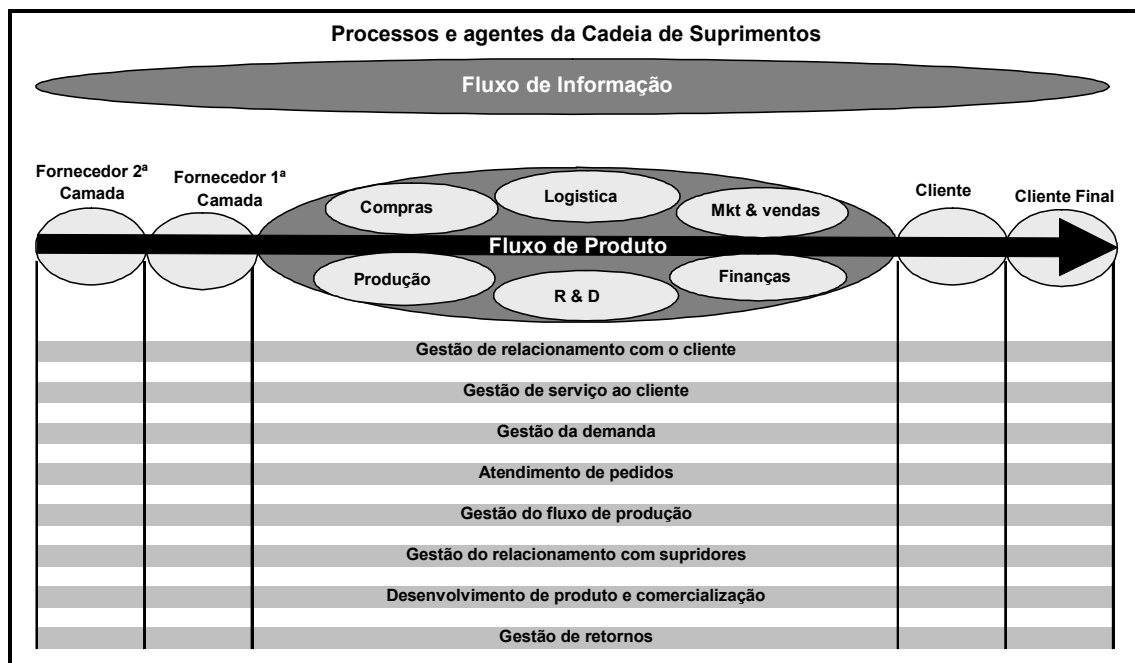 Processos e agentes da Cadeia de Suprimentos
Fluxo de Informação
Fornecedor 2ª
Camada
Fornecedor 1ª
Camada
Compras
Logistica
Mkt & vendas
Cliente
Cliente Final
Fluxo de Produto
Produção
R & D
Finanças
Gestão de relacionamento com o cliente
Gestão de serviço ao cliente
Gestão da demanda
Atendimento de pedidos
Gestão do fluxo de produção
Gestão do relacionamento com supridores
Desenvolvimento de produto e comercialização
Gestão de retornos